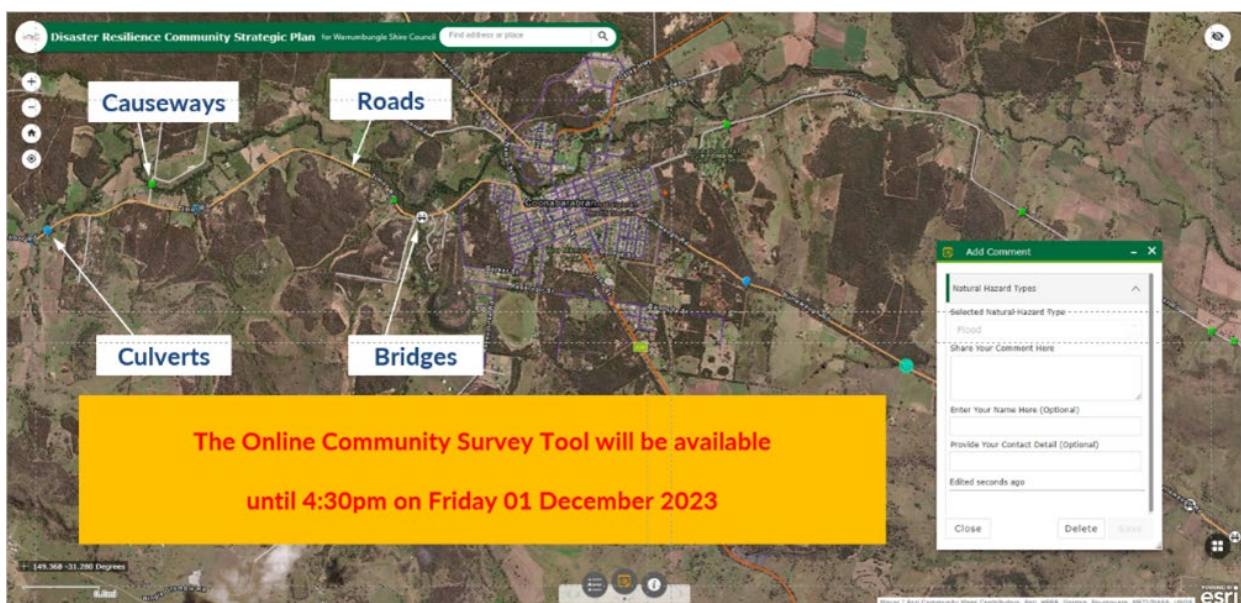 Disaster Resilience Community Strategic Plan for Warrumbungle Shire Council
Find address or place
Causeways
Roads
Coonabarabran
Culverts
Bridges
Add Comment
Natural Hazard Types
Selected Natural Hazard Type
Flood
Share Your Comment Here
Enter Your Name Here (Optional)
Provide Your Contact Detail (Optional)
Edited seconds ago
Close
Delete
Save
The Online Community Survey Tool will be available
until 4:30pm on Friday 01 December 2023
149.368 -31.280 Degrees
POWERED BY
esri